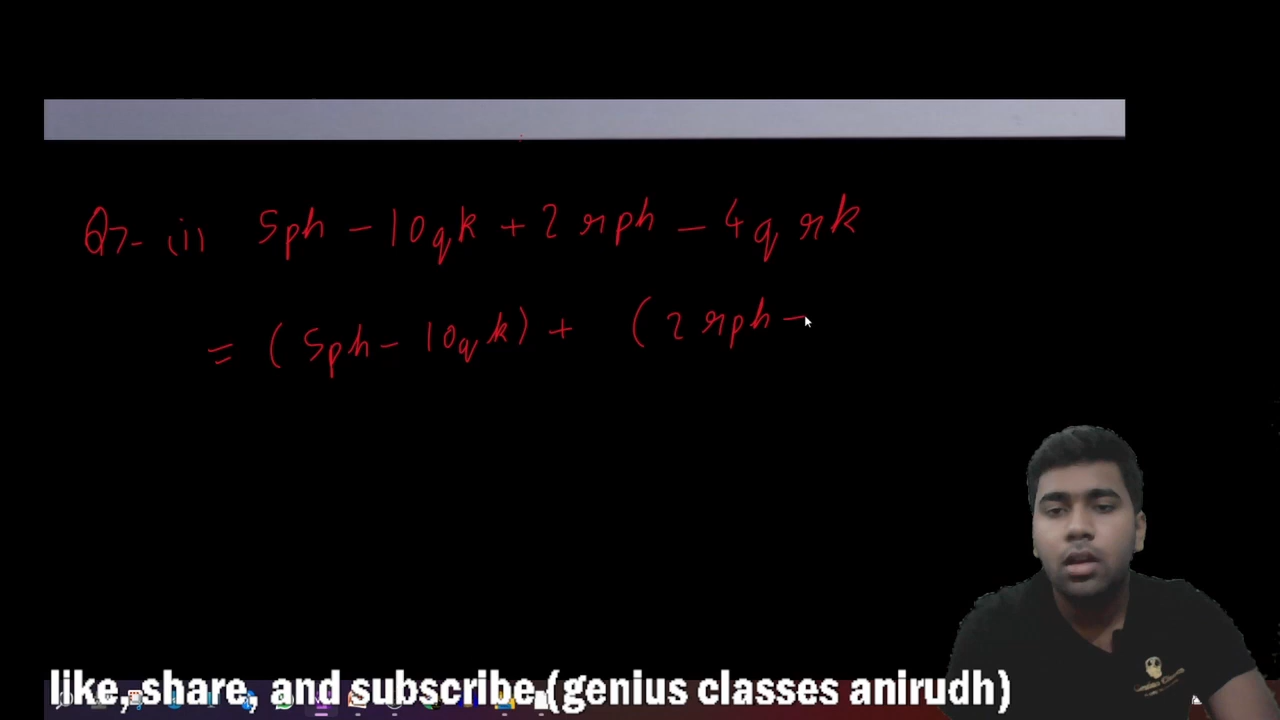 Q7- (i) 5ph - 10qk + 2rph - 4qrk
= (5ph - 10qk) + (2rph -
like, share, and subscribe (genius classes anirudh)